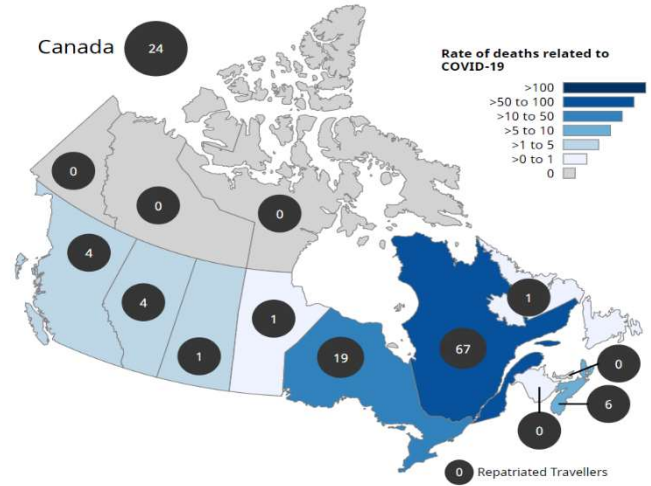 Canada 24
Rate of deaths related to
COVID-19
>100
>50 to 100
>10 to 50
>5 to 10
>1 to 5
>0 to 1
0
0
0
0
4
4
1
1
19
67
1
0
6
0
0 Repatriated Travellers